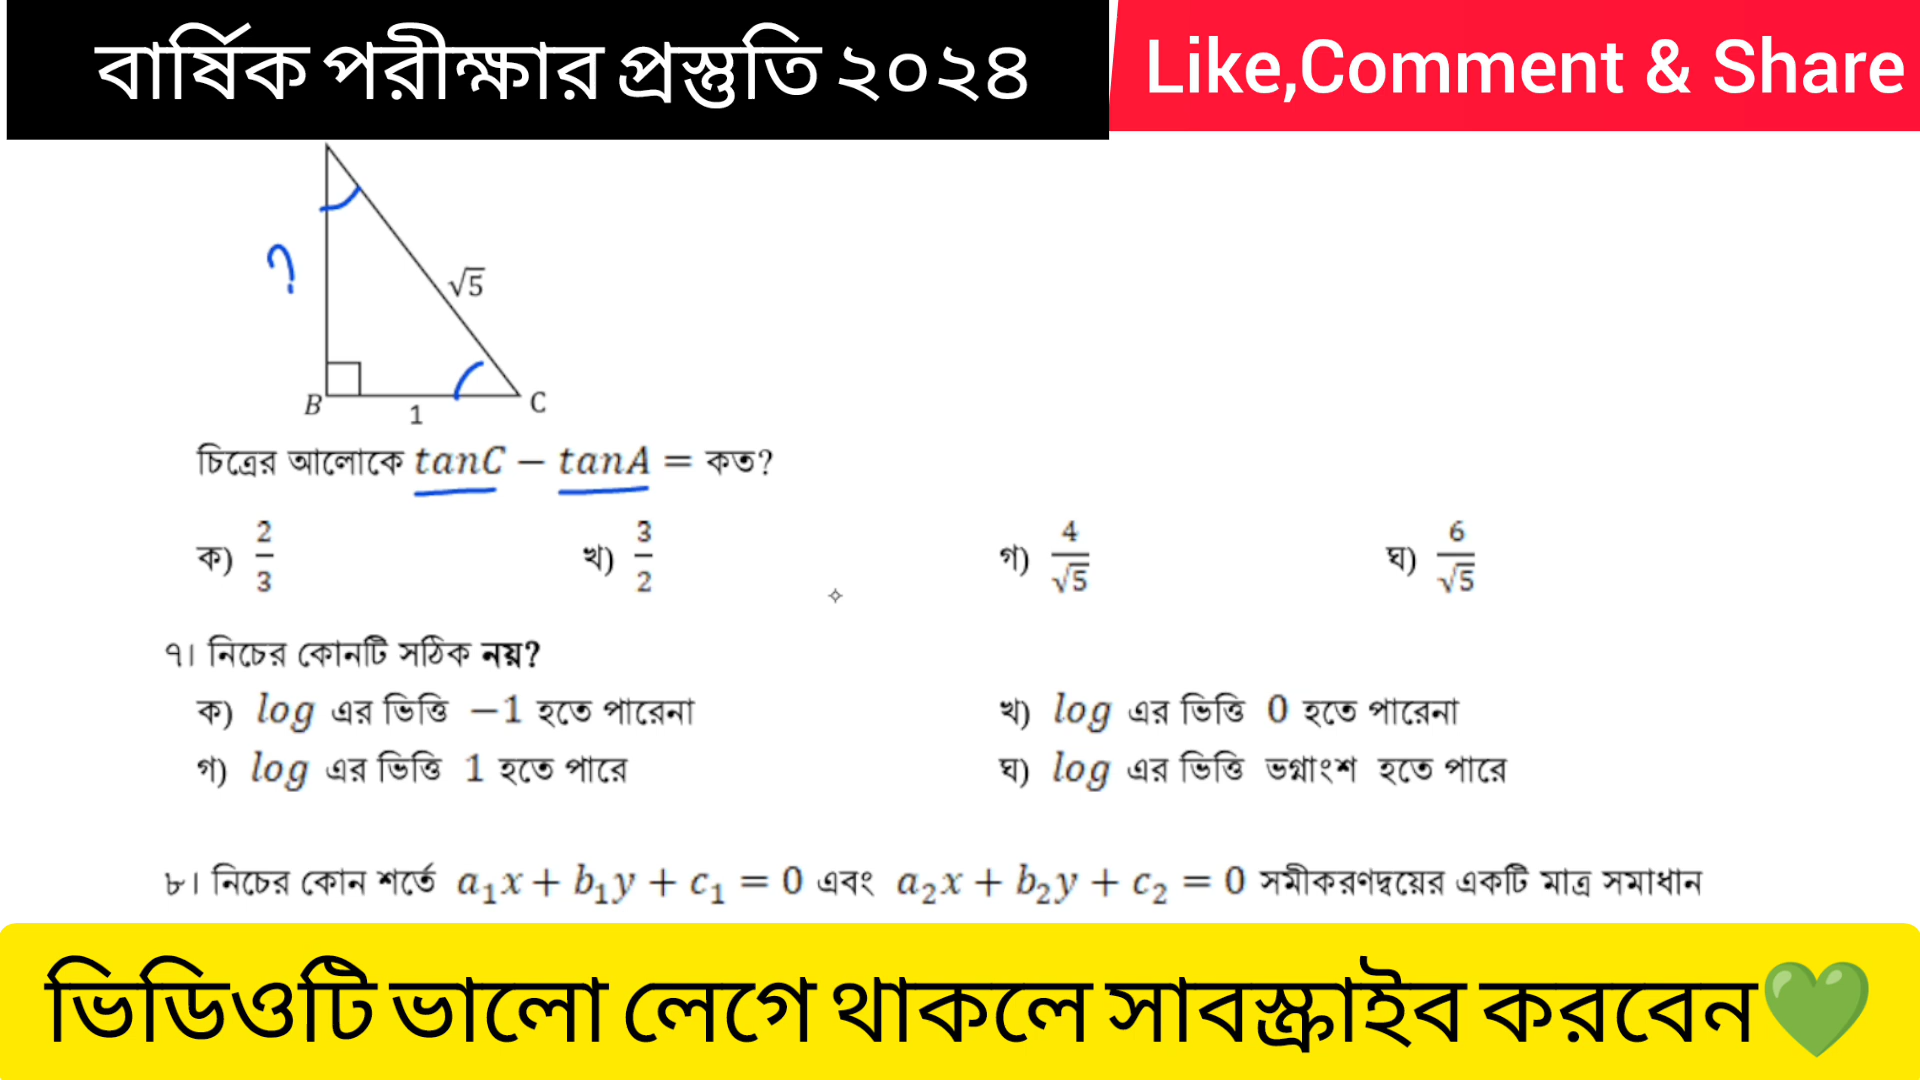 বার্ষিক পরীক্ষার প্রস্তুতি ২০২৪
Like,Comment & Share
?
√5
B
1
C
চিত্রের আলোকে tanC − tanA = কত?
ক) 2/3 খ) 3/2 গ) 4/√5 ঘ) 6/√5
৭। নিচের কোনটি সঠিক নয়?
ক) log এর ভিত্তি −1 হতে পারেনা খ) log এর ভিত্তি 0 হতে পারেনা
গ) log এর ভিত্তি 1 হতে পারে ঘ) log এর ভিত্তি ভগ্নাংশ হতে পারে
৮। নিচের কোন শর্তে a₁x + b₁y + c₁ = 0 এবং a₂x + b₂y + c₂ = 0 সমীকরণদ্বয়ের একটি মাত্র সমাধান
ভিডিওটি ভালো লেগে থাকলে সাবস্ক্রাইব করবেন💚